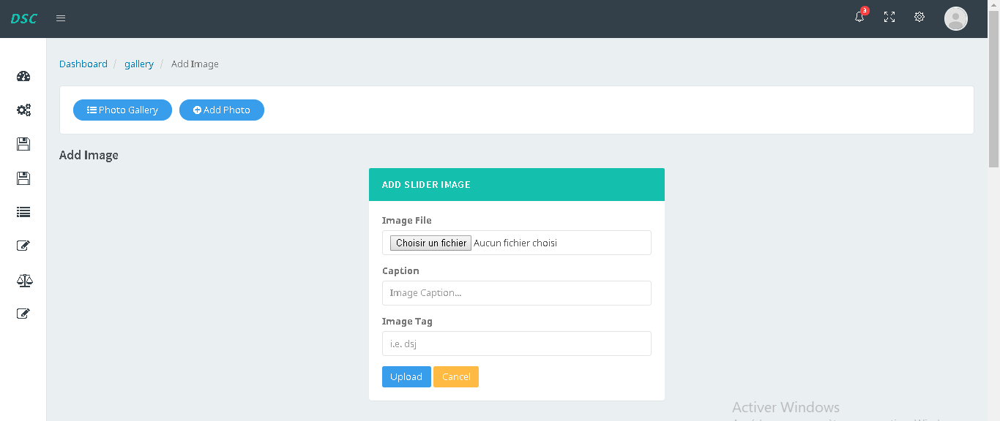 DSC
3
Dashboard / gallery / Add Image
Photo Gallery Add Photo
Add Image
ADD SLIDER IMAGE
Image File
Choisir un fichier Aucun fichier choisi
Caption
Image Caption...
Image Tag
i.e. dsj
Upload Cancel
Activer Windows